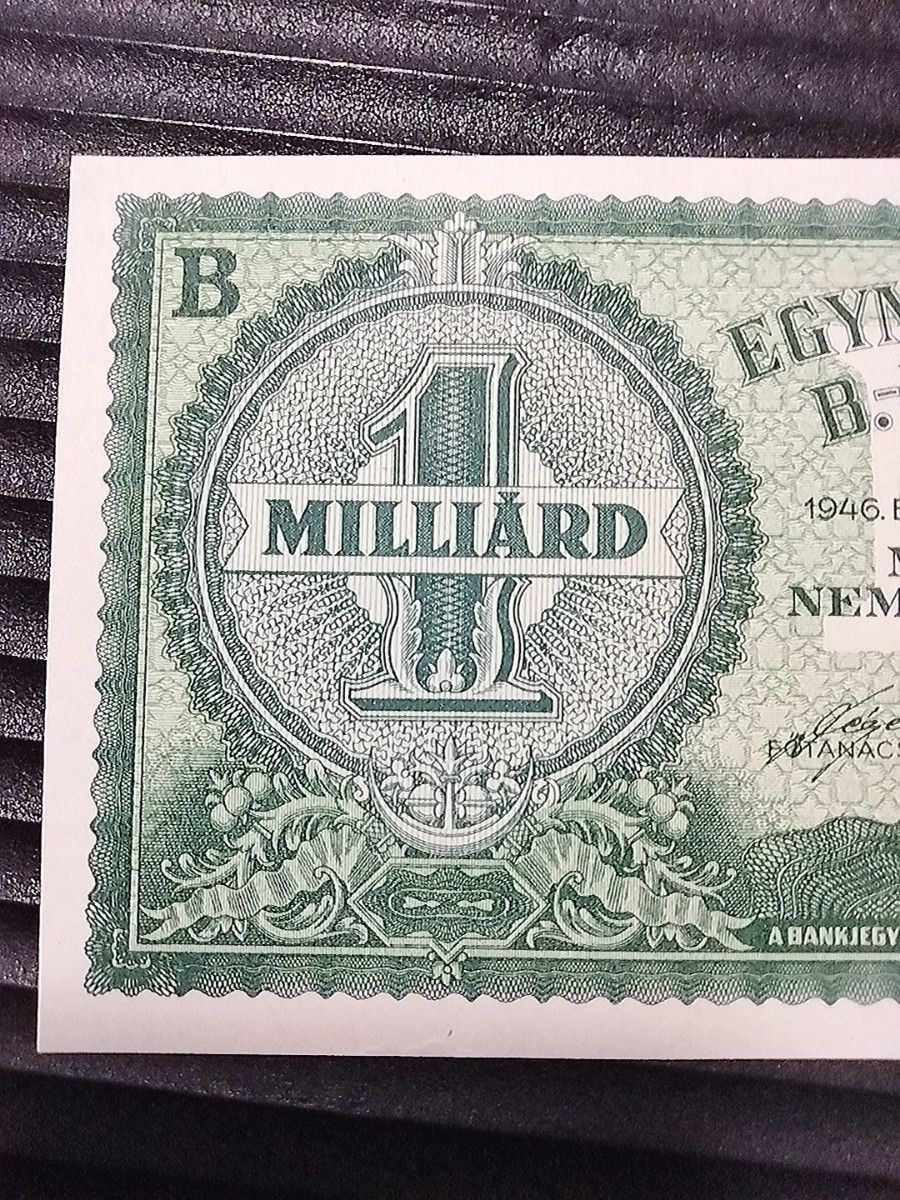 B
EGYM
B.-
1
MILLIÁRD
1946.
NEM
FŐTANÁCS
A BANKJEGY